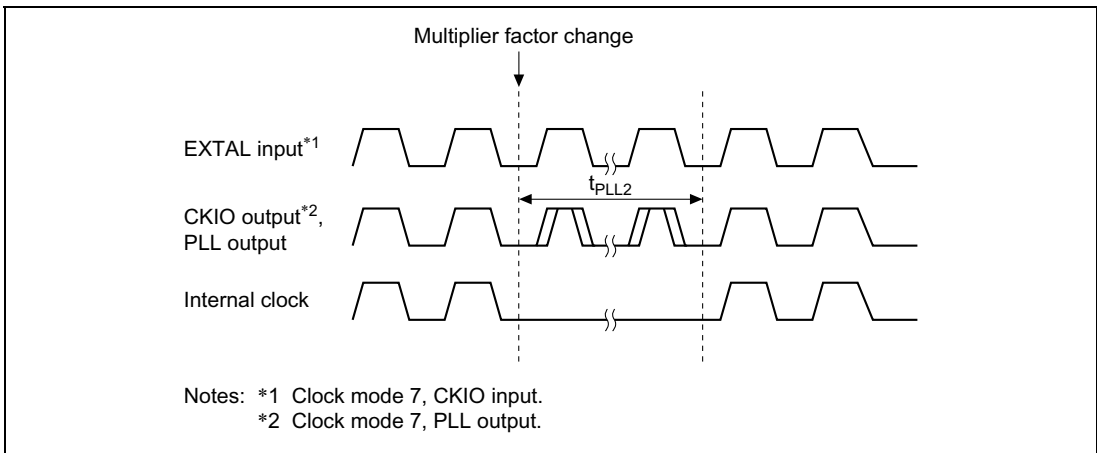 Multiplier factor change
EXTAL input*1
tPLL2
CKIO output*2,
PLL output
Internal clock
Notes: *1 Clock mode 7, CKIO input.
*2 Clock mode 7, PLL output.